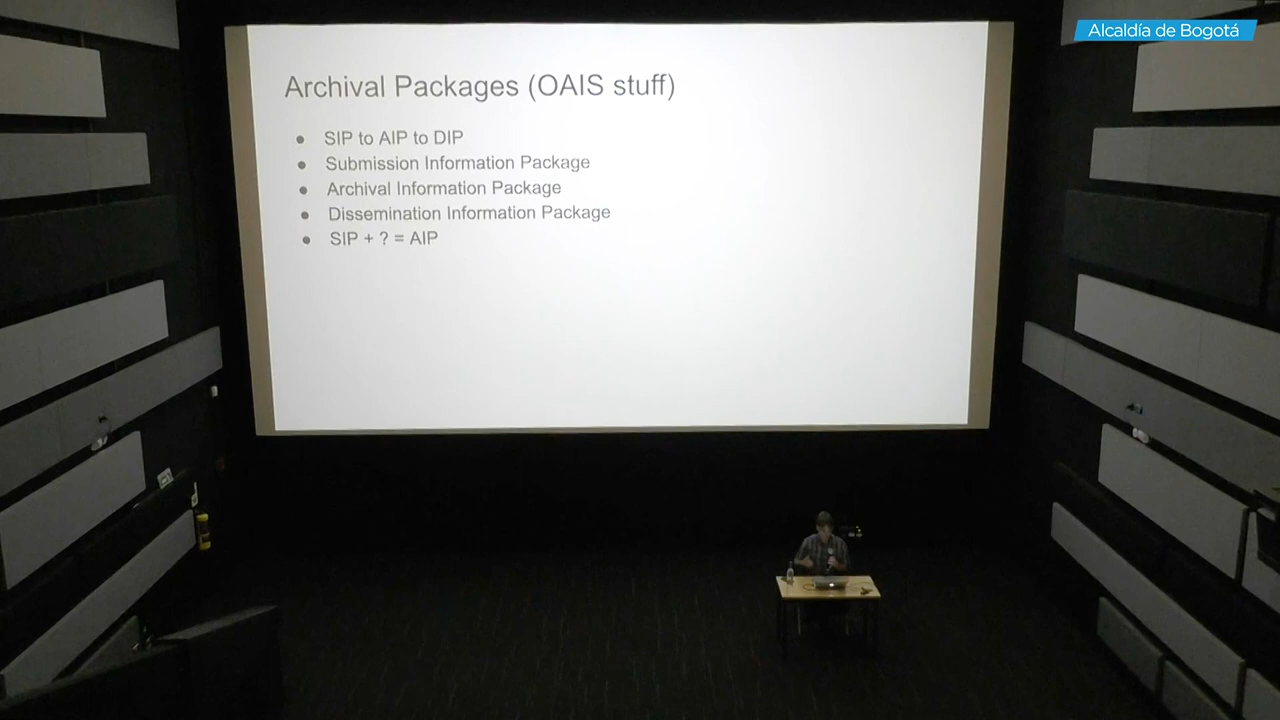 Alcaldía de Bogotá
Archival Packages (OAIS stuff)
● SIP to AIP to DIP
● Submission Information Package
● Archival Information Package
● Dissemination Information Package
● SIP + ? = AIP